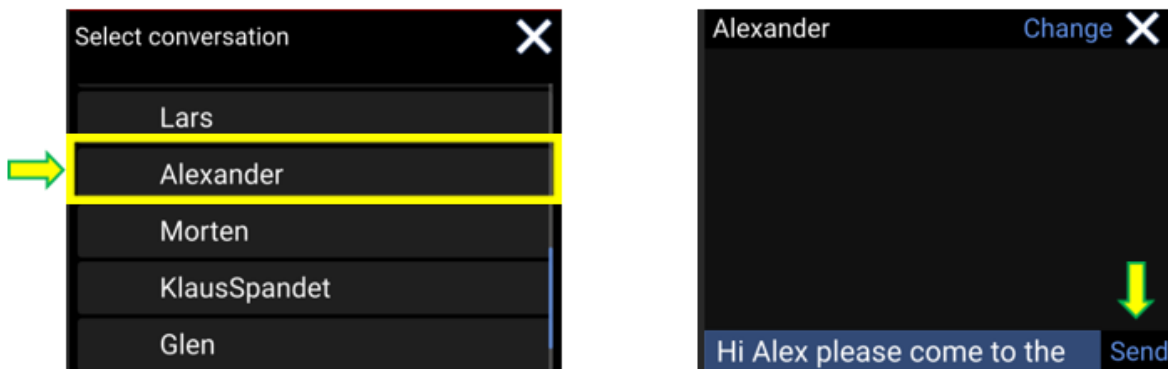 Select conversation
Lars
Alexander
Morten
KlausSpandet
Glen
Alexander Change
Hi Alex please come to the Send